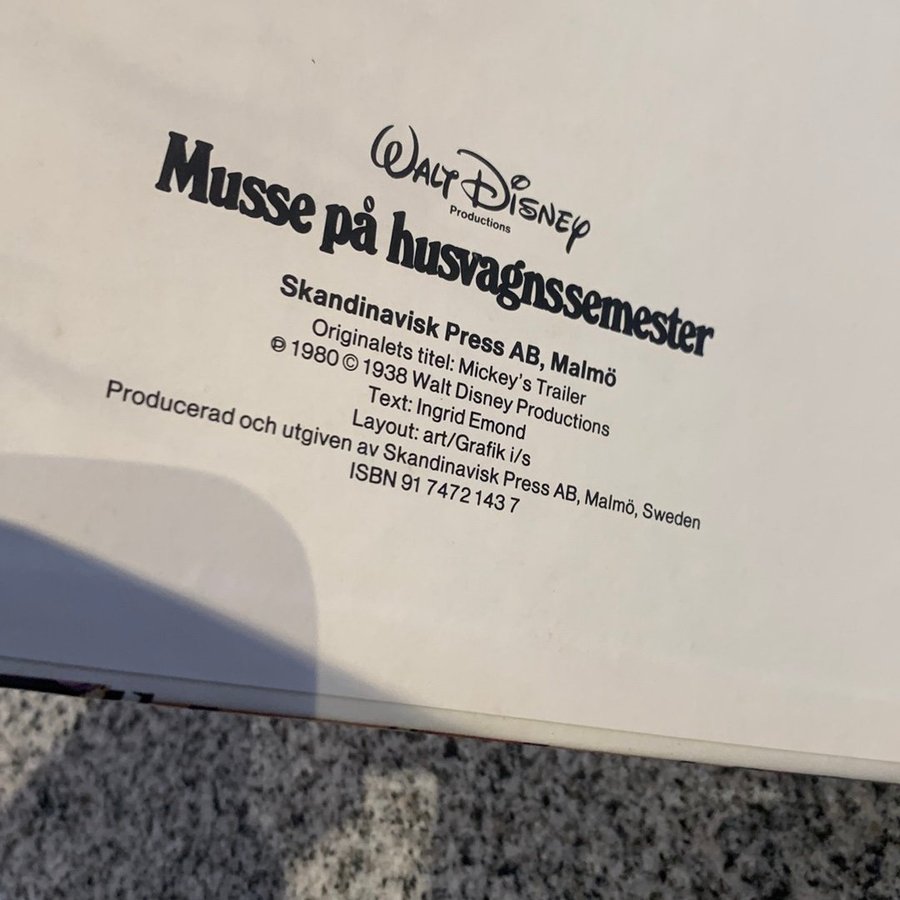 WALT DISNEY
Productions
Musse på husvagnssemester
Skandinavisk Press AB, Malmö
Originalets titel: Mickey's Trailer
℗ 1980 © 1938 Walt Disney Productions
Text: Ingrid Emond
Layout: art/Grafik i/s
Producerad och utgiven av Skandinavisk Press AB, Malmö, Sweden
ISBN 91 7472 143 7